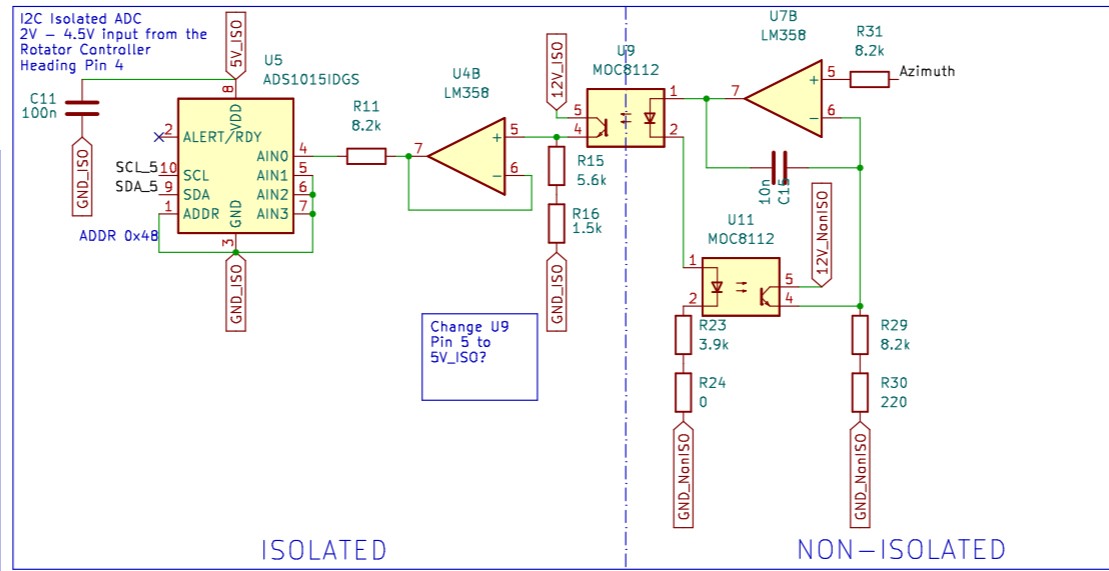 I2C Isolated ADC
2V – 4.5V input from the
Rotator Controller
Heading Pin 4
5V_ISO
U5
ADS1015IDGS
C11
100n
GND_ISO
8
VDD
2
ALERT/RDY
SCL_5
10
SCL
SDA_5
9
SDA
1
ADDR
AIN0
4
AIN1
5
AIN2
6
AIN3
7
GND
3
ADDR 0x48
GND_ISO
R11
8.2k
U4B
LM358
7
5
+
6
-
12V_ISO
U9
MOC8112
5
4
1
2
R15
5.6k
R16
1.5k
GND_ISO
Change U9
Pin 5 to
5V_ISO?
U7B
LM358
7
5
+
6
-
R31
8.2k
Azimuth
10n
C15
12V_NonISO
U11
MOC8112
1
2
5
4
R23
3.9k
R24
0
GND_NonISO
R29
8.2k
R30
220
GND_NonISO
ISOLATED
NON-ISOLATED